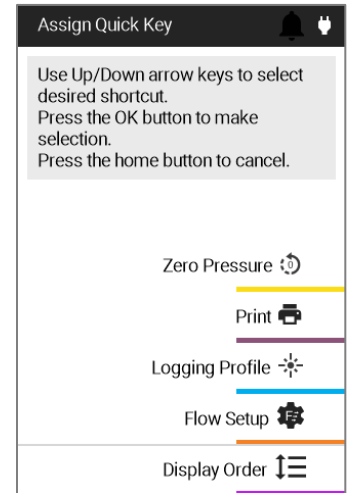 Assign Quick Key
Use Up/Down arrow keys to select
desired shortcut.
Press the OK button to make
selection.
Press the home button to cancel.
Zero Pressure 0
Print
Logging Profile
Flow Setup
Display Order